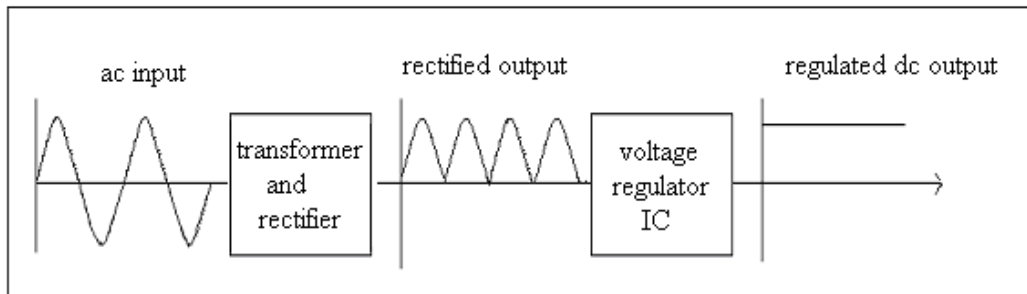 ac input
transformer
and
rectifier
rectified output
voltage
regulator
IC
regulated dc output